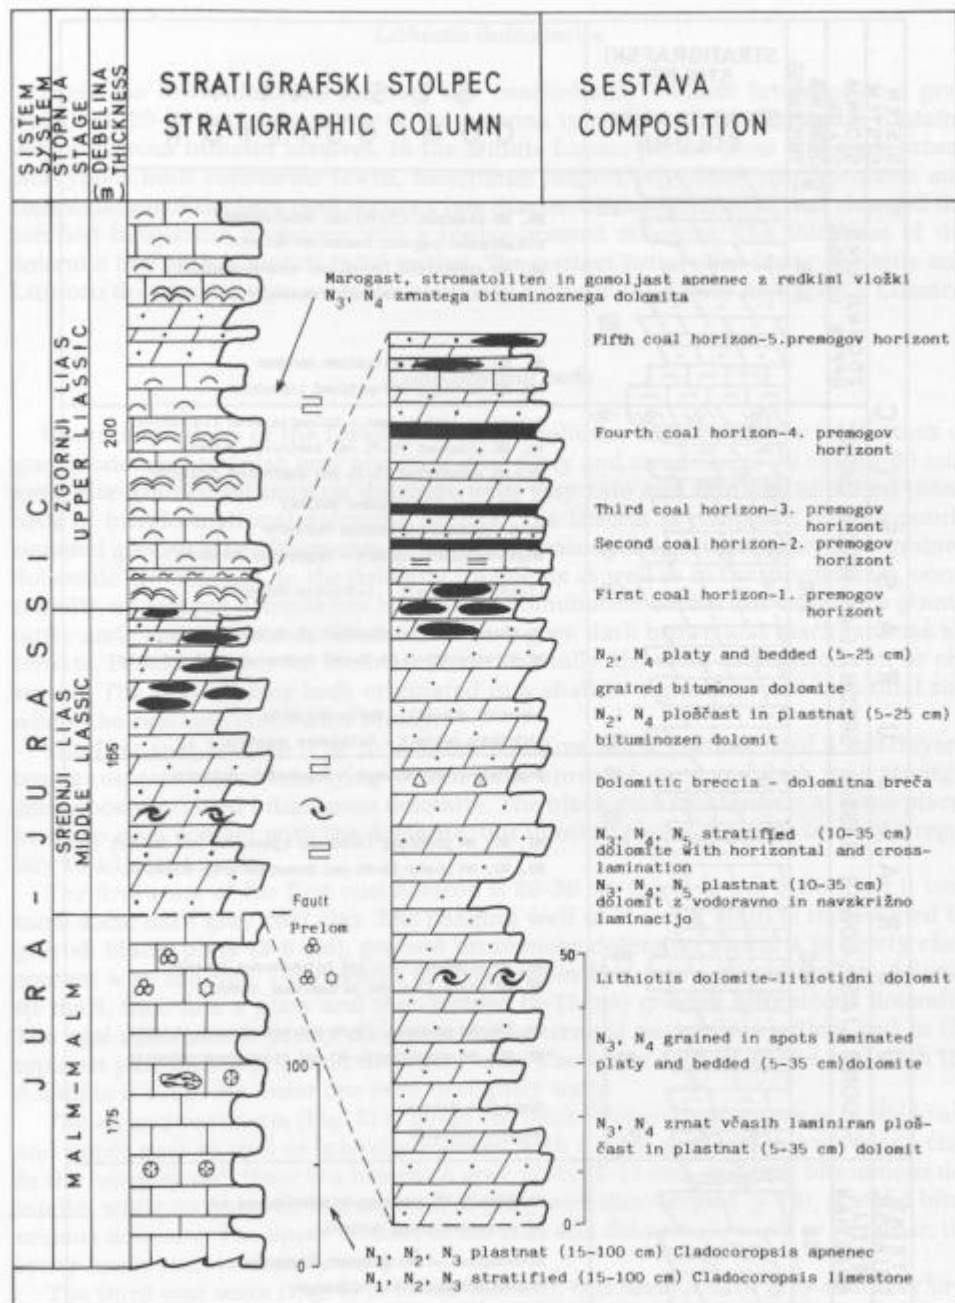 SISTEM
SYSTEM
STOPNJA
STAGE
DEBELINA
THICKNESS
(m)
STRATIGRAFSKI STOLPEC
STRATIGRAPHIC COLUMN
SESTAVA
COMPOSITION
JURA - JURASSIC
ZGORNJI LIAS
UPPER LIASSIC
200
SREDNJI LIAS
MIDDLE LIASSIC
165
MALM-MALM
175
Marogast, stromatoliten in gomoljast apnenec z redkimi vložki
N3, N4 zrnatega bituminoznega dolomita
Fifth coal horizon-5.premogov horizont
Fourth coal horizon-4. premogov
horizont
Third coal horizon-3. premogov
horizont
Second coal horizon-2. premogov
horizont
First coal horizon-1. premogov
horizont
N2, N4 platy and bedded (5-25 cm)
grained bituminous dolomite
N2, N4 ploščast in plastnat (5-25 cm)
bituminozen dolomit
Dolomitic breccia - dolomitna breča
N3, N4, N5 stratified (10-35 cm)
dolomite with horizontal and cross-
lamination
N3, N4, N5 plastnat (10-35 cm)
dolomit z vodoravno in navzkrižno
laminacijo
Fault
Prelom
50
Lithiotis dolomite-litiotidni dolomit
N3, N4 grained in spots laminated
platy and bedded (5-35 cm)dolomite
100
N3, N4 zrnat včasih laminiran ploš-
čast in plastnat (5-35 cm) dolomit
0
N1, N2, N3 plastnat (15-100 cm) Cladocoropsis apnenec
0
N1, N2, N3 stratified (15-100 cm) Cladocoropsis limestone